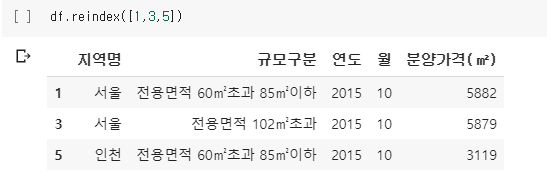 [ ] df.reindex([1,3,5])
지역명 규모구분 연도 월 분양가격(㎡)
1 서울 전용면적 60㎡초과 85㎡이하 2015 10 5882
3 서울 전용면적 102㎡초과 2015 10 5879
5 인천 전용면적 60㎡초과 85㎡이하 2015 10 3119